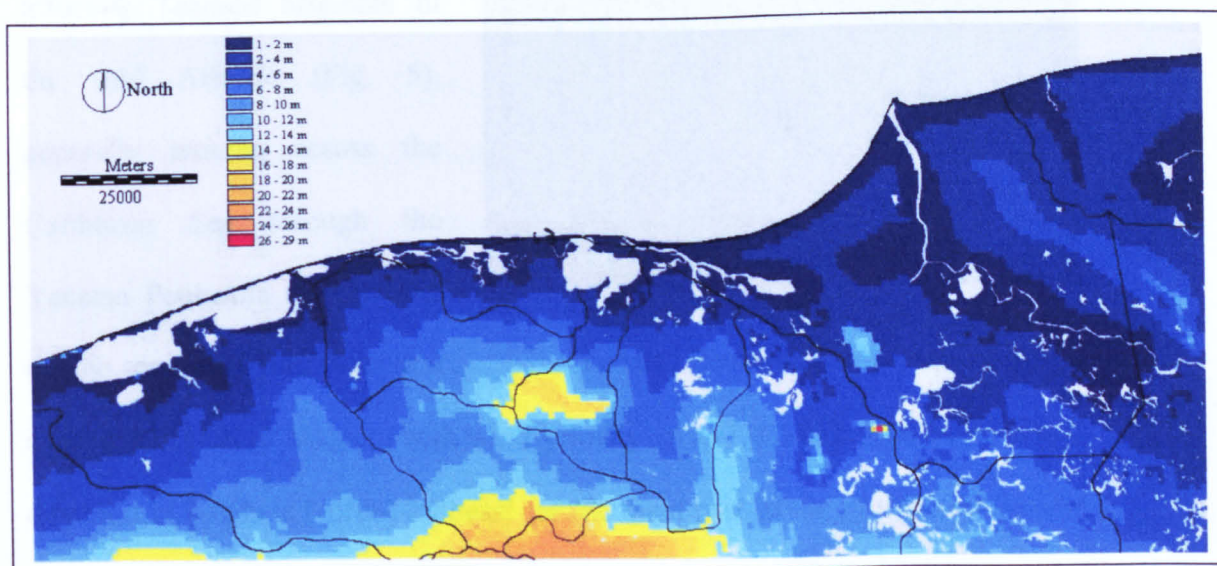 North
Meters
25000
1 - 2 m
2 - 4 m
4 - 6 m
6 - 8 m
8 - 10 m
10 - 12 m
12 - 14 m
14 - 16 m
16 - 18 m
18 - 20 m
20 - 22 m
22 - 24 m
24 - 26 m
26 - 29 m